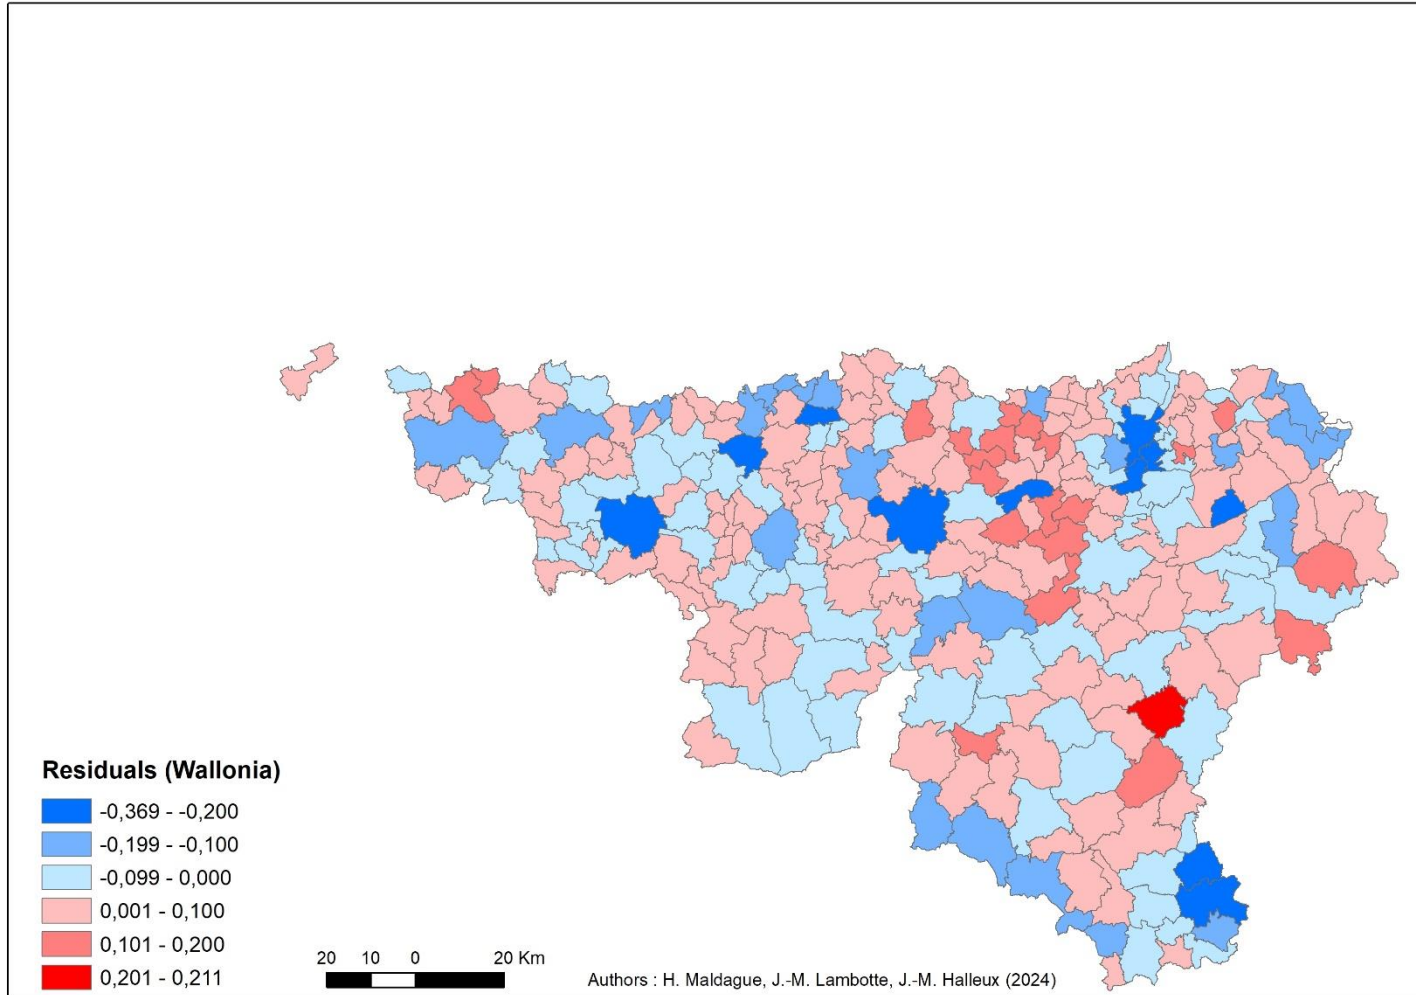 Residuals (Wallonia)
-0,369 - -0,200
-0,199 - -0,100
-0,099 - 0,000
0,001 - 0,100
0,101 - 0,200
0,201 - 0,211
20 10 0 20 Km
Authors : H. Maldague, J.-M. Lambotte, J.-M. Halleux (2024)